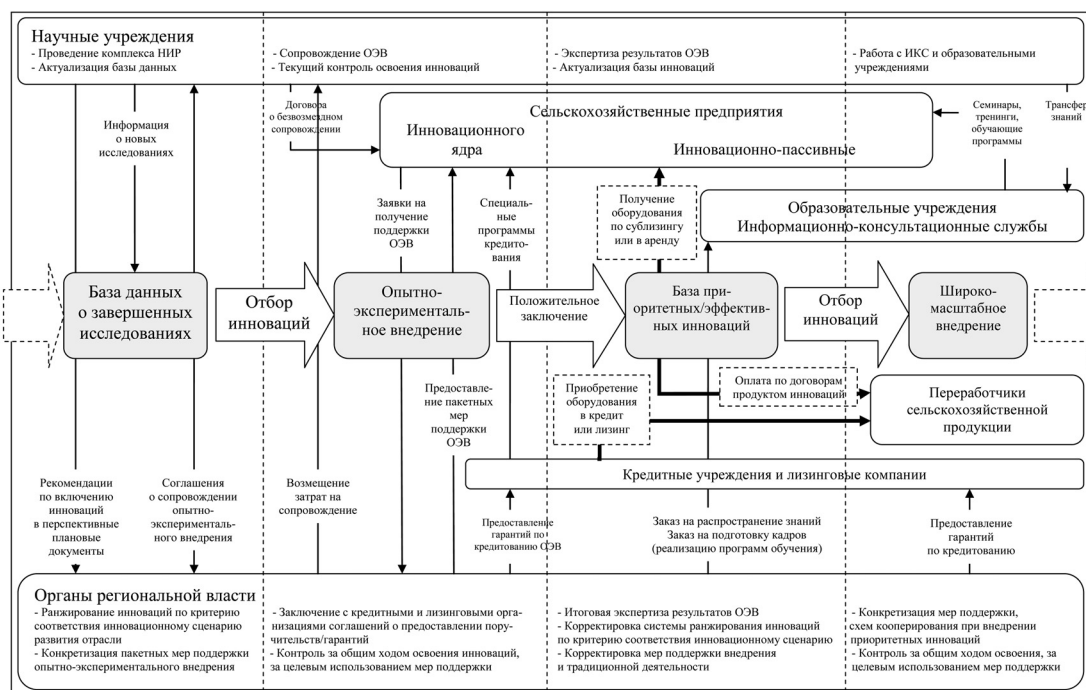 Научные учреждения
- Проведение комплекса НИР
- Актуализация базы данных
- Сопровождение ОЭВ
- Текущий контроль освоения инноваций
- Экспертиза результатов ОЭВ
- Актуализация базы инноваций
- Работа с ИКС и образовательными
учреждениями
Информация
о новых
исследованиях
Договора
о безвозмездном
сопровождении
Сельскохозяйственные предприятия
Инновационного
ядра
Инновационно-пассивные
Семинары,
тренинги,
обучающие
программы
Трансфер
знаний
Заявки на
получение
поддержки
ОЭВ
Специаль-
ные
программы
кредито-
вания
Получение
оборудования
по сублизингу
или в аренду
Образовательные учреждения
Информационно-консультационные службы
База данных
о завершенных
исследованиях
Отбор
инноваций
Опытно-
эксперименталь-
ное внедрение
Положительное
заключение
База при-
оритетных/эффектив-
ных инноваций
Отбор
инноваций
Широко-
масштабное
внедрение
Предоставле-
ние пакетных
мер
поддержки
ОЭВ
Приобретение
оборудования
в кредит
или лизинг
Оплата по договорам
продуктом инноваций
Переработчики
сельскохозяйственной
продукции
Кредитные учреждения и лизинговые компании
Рекомендации
по включению
инноваций
в перспективные
плановые
документы
Соглашения
о сопровождении
опытно-
эксперименталь-
ного внедрения
Возмещение
затрат на
сопровождение
Предоставление
гарантий по
кредитованию ОЭВ
Заказ на распространение знаний
Заказ на подготовку кадров
(реализацию программ обучения)
Предоставление
гарантий
по кредитованию
Органы региональной власти
- Ранжирование инноваций по критерию
соответствия инновационному сценарию
развития отрасли
- Конкретизация пакетных мер поддержки
опытно-экспериментального внедрения
- Заключение с кредитными и лизинговыми орга-
низациями соглашений о предоставлении пору-
чительств/гарантий
- Контроль за общим ходом освоения инноваций,
за целевым использованием мер поддержки
- Итоговая экспертиза результатов ОЭВ
- Корректировка системы ранжирования инноваций
по критерию соответствия инновационному сценарию
- Корректировка мер поддержки внедрения
и традиционной деятельности
- Конкретизация мер поддержки,
схем кооперирования при внедрении
приоритетных инноваций
- Контроль за общим ходом освоения, за
целевым использованием мер поддержки